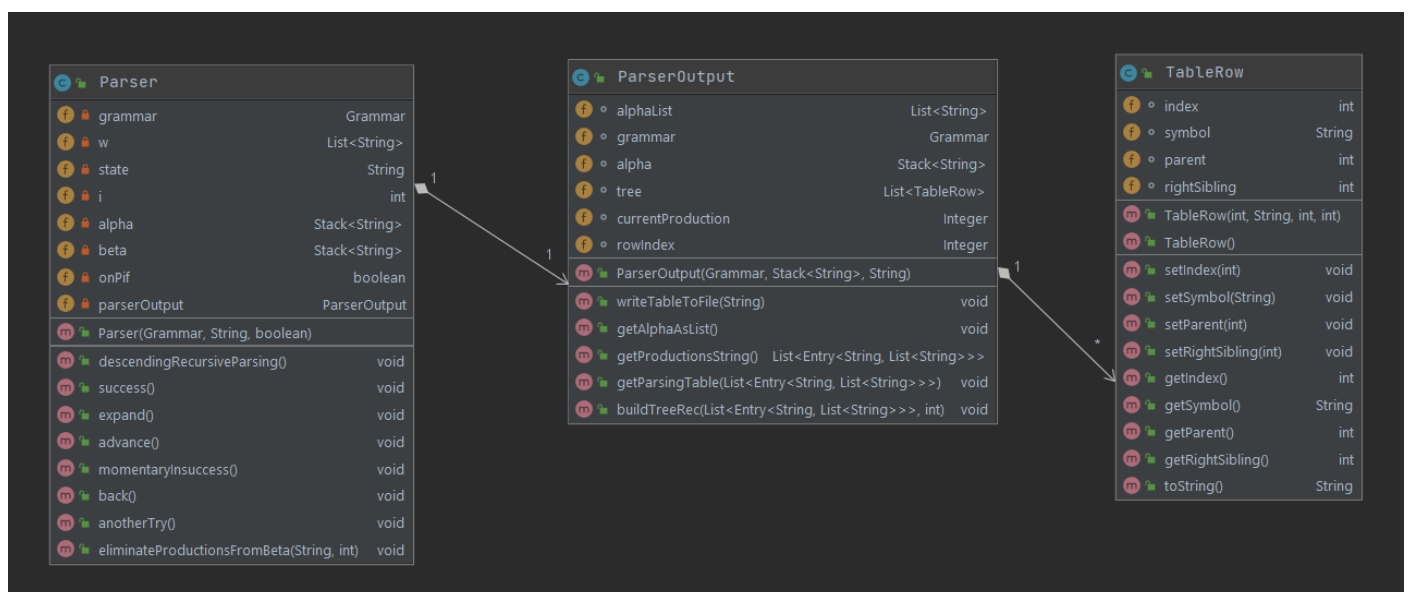 Parser
grammar Grammar
w List<String>
state String
i int
alpha Stack<String>
beta Stack<String>
onPif boolean
parserOutput ParserOutput
Parser(Grammar, String, boolean)
descendingRecursiveParsing() void
success() void
expand() void
advance() void
momentaryInsuccess() void
back() void
anotherTry() void
eliminateProductionsFromBeta(String, int) void
1
1
ParserOutput
alphaList List<String>
grammar Grammar
alpha Stack<String>
tree List<TableRow>
currentProduction Integer
rowIndex Integer
ParserOutput(Grammar, Stack<String>, String)
writeTableToFile(String) void
getAlphaAsList() void
getProductionsString() List<Entry<String, List<String>>>
getParsingTable(List<Entry<String, List<String>>>) void
buildTreeRec(List<Entry<String, List<String>>>, int) void
1
*
TableRow
index int
symbol String
parent int
rightSibling int
TableRow(int, String, int, int)
TableRow()
setIndex(int) void
setSymbol(String) void
setParent(int) void
setRightSibling(int) void
getIndex() int
getSymbol() String
getParent() int
getRightSibling() int
toString() String